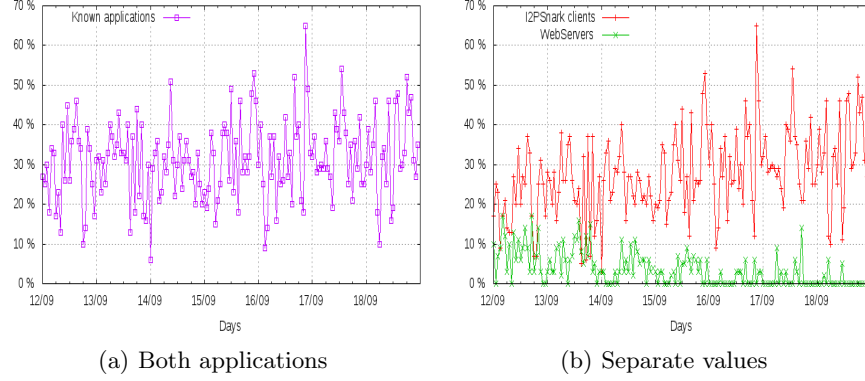 Known applications
70 %
60 %
50 %
40 %
30 %
20 %
10 %
0 %
12/09 13/09 14/09 15/09 16/09 17/09 18/09
Days
(a) Both applications
I2PSnark clients
WebServers
70 %
60 %
50 %
40 %
30 %
20 %
10 %
0 %
12/09 13/09 14/09 15/09 16/09 17/09 18/09
Days
(b) Separate values